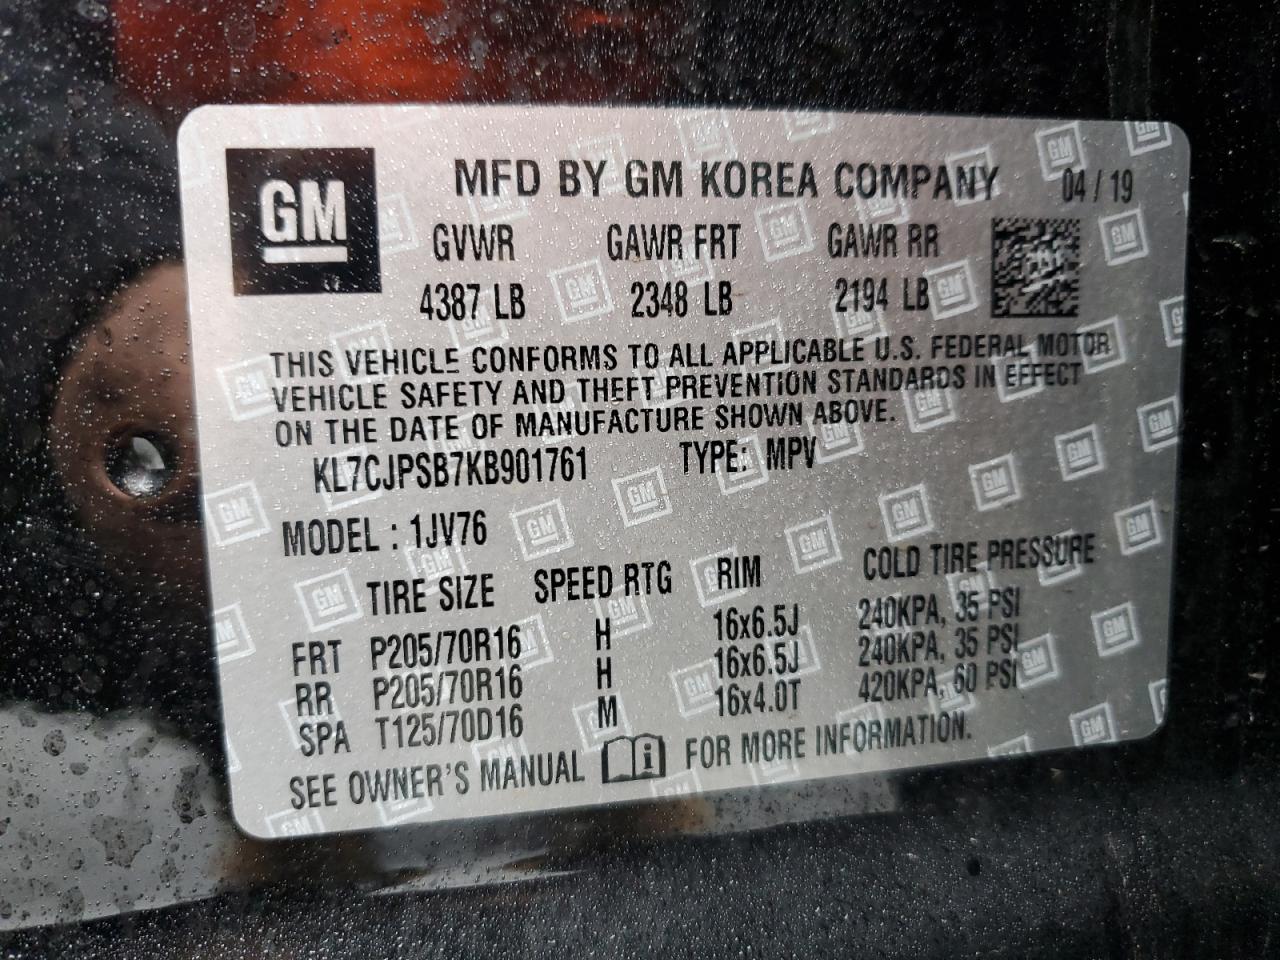 GM
MFD BY GM KOREA COMPANY 04 / 19
GVWR GAWR FRT GAWR RR
4387 LB 2348 LB 2194 LB
THIS VEHICLE CONFORMS TO ALL APPLICABLE U.S. FEDERAL MOTOR
VEHICLE SAFETY AND THEFT PREVENTION STANDARDS IN EFFECT
ON THE DATE OF MANUFACTURE SHOWN ABOVE.
KL7CJPSB7KB901761 TYPE: MPV
MODEL : 1JV76
TIRE SIZE SPEED RTG RIM COLD TIRE PRESSURE
FRT P205/70R16 H 16x6.5J 240KPA, 35 PSI
RR P205/70R16 H 16x6.5J 240KPA, 35 PSI
SPA T125/70D16 M 16x4.0T 420KPA, 60 PSI
SEE OWNER'S MANUAL FOR MORE INFORMATION.